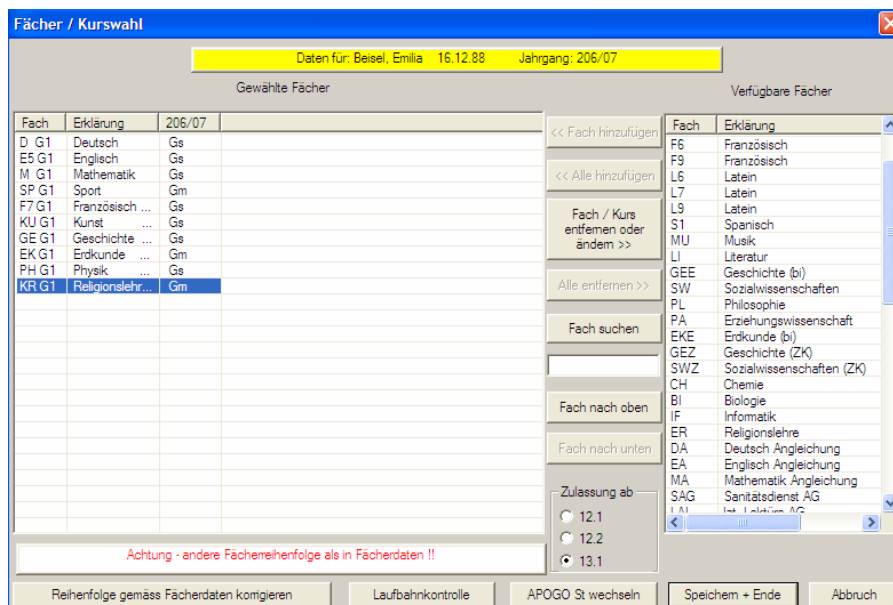 Fächer / Kurswahl
Daten für: Beisel, Emilia 16.12.88 Jahrgang: 206/07
Gewählte Fächer
Verfügbare Fächer
Fach Erklärung 206/07
D G1 Deutsch Gs
E5 G1 Englisch Gs
M G1 Mathematik Gs
SP G1 Sport Gm
F7 G1 Französisch ... Gs
KU G1 Kunst ... Gs
GE G1 Geschichte ... Gs
EK G1 Erdkunde ... Gm
PH G1 Physik ... Gs
KR G1 Religionslehr... Gm
<< Fach hinzufügen
<< Alle hinzufügen
Fach / Kurs
entfernen oder
ändern >>
Alle entfernen >>
Fach suchen
Fach nach oben
Fach nach unten
Zulassung ab
12.1
12.2
13.1
Fach Erklärung
F6 Französisch
F9 Französisch
L6 Latein
L7 Latein
L9 Latein
S1 Spanisch
MU Musik
LI Literatur
GEE Geschichte (bi)
SW Sozialwissenschaften
PL Philosophie
PA Erziehungswissenschaft
EKE Erdkunde (bi)
GEZ Geschichte (ZK)
SWZ Sozialwissenschaften (ZK)
CH Chemie
BI Biologie
IF Informatik
ER Religionslehre
DA Deutsch Angleichung
EA Englisch Angleichung
MA Mathematik Angleichung
SAG Sanitätsdienst AG
Achtung - andere Fächerreihenfolge als in Fächerdaten !!
Reihenfolge gemäss Fächerdaten korrigieren
Laufbahnkontrolle
APOGO St wechseln
Speichern + Ende
Abbruch